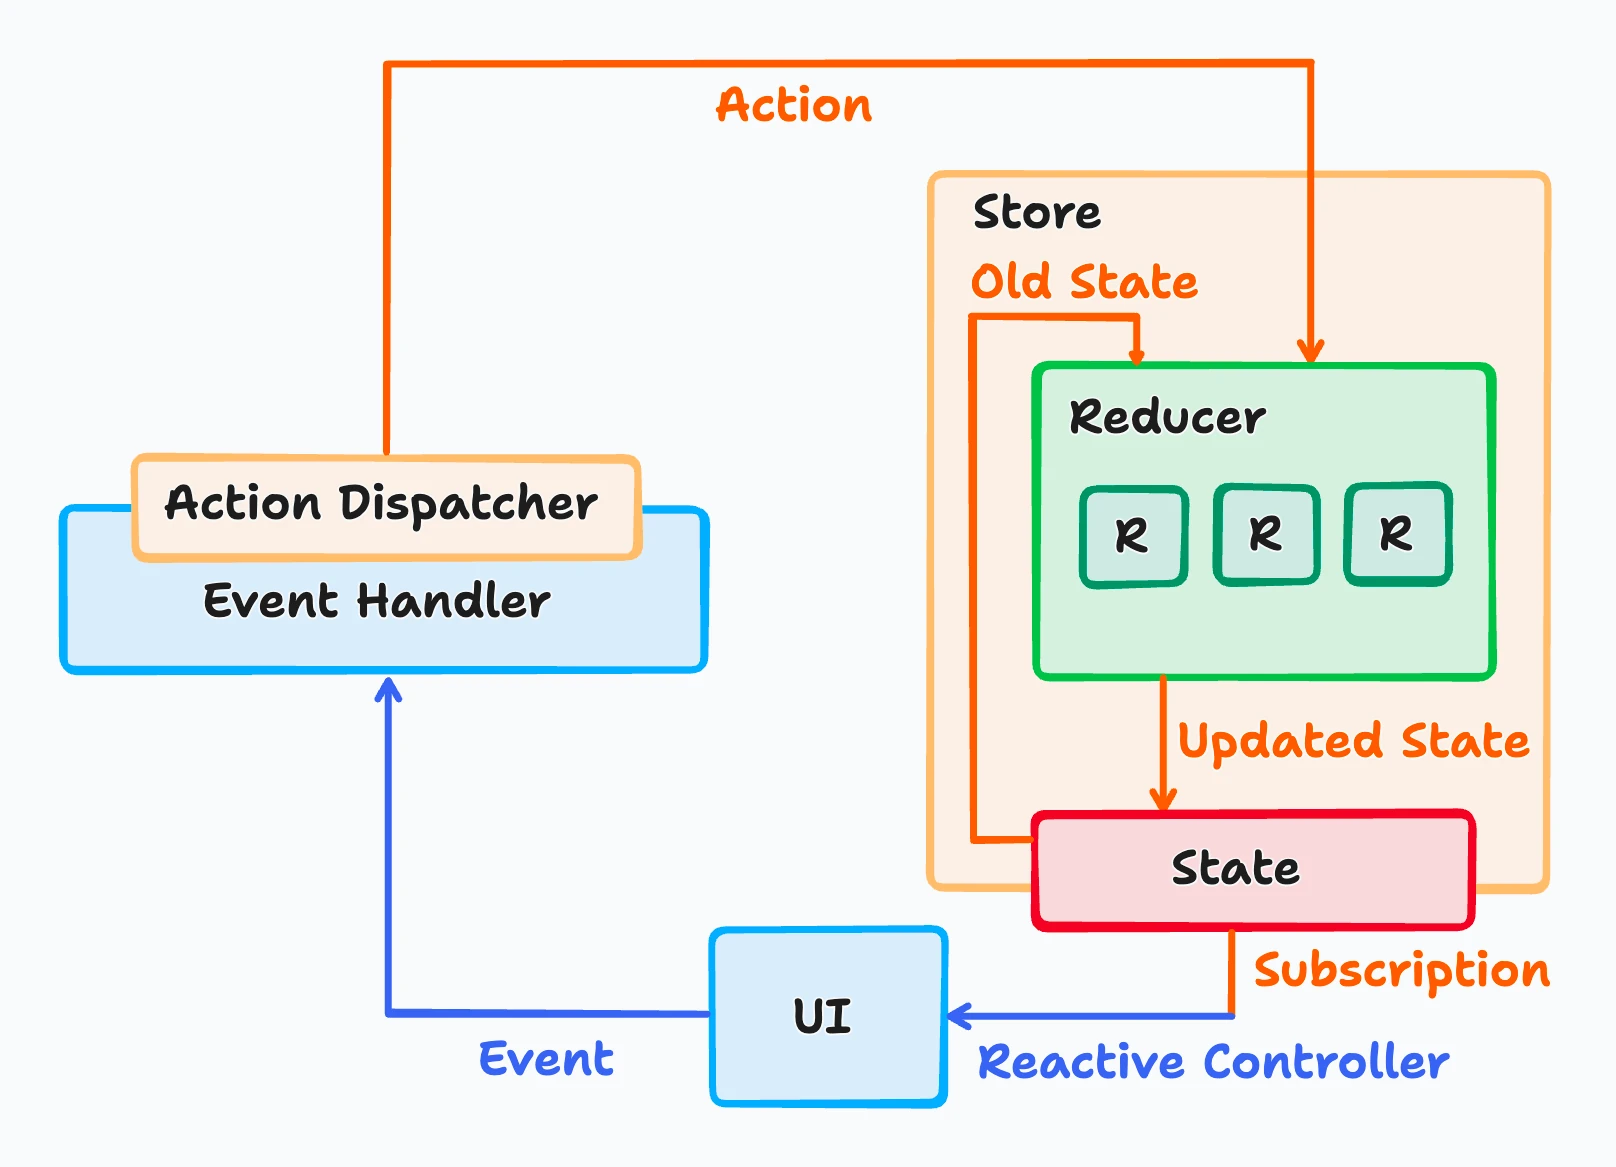 Action
Store
Old State
Reducer
Action Dispatcher
R R R
Event Handler
Updated State
State
Subscription
UI
Event
Reactive Controller